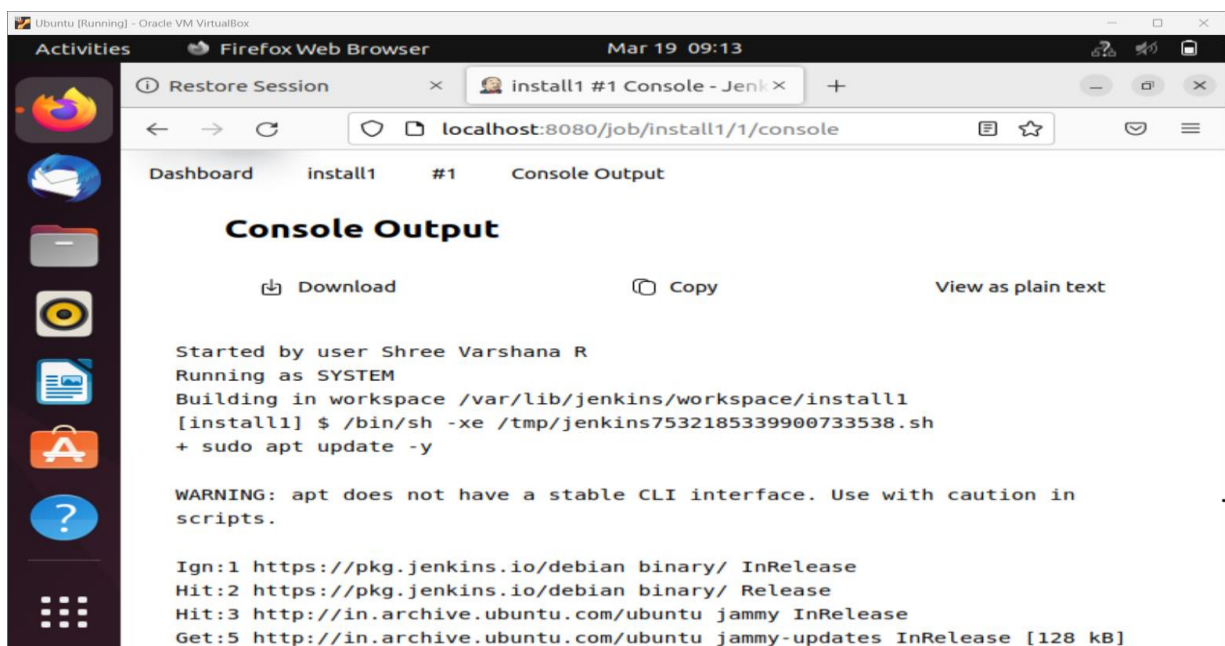 Ubuntu [Running] - Oracle VM VirtualBox
Activities Firefox Web Browser Mar 19 09:13
Restore Session install1 #1 Console - Jenk
localhost:8080/job/install1/1/console
Dashboard install1 #1 Console Output
Console Output
Download Copy View as plain text
Started by user Shree Varshana R
Running as SYSTEM
Building in workspace /var/lib/jenkins/workspace/install1
[install1] $ /bin/sh -xe /tmp/jenkins7532185339900733538.sh
+ sudo apt update -y
WARNING: apt does not have a stable CLI interface. Use with caution in
scripts.
Ign:1 https://pkg.jenkins.io/debian binary/ InRelease
Hit:2 https://pkg.jenkins.io/debian binary/ Release
Hit:3 http://in.archive.ubuntu.com/ubuntu jammy InRelease
Get:5 http://in.archive.ubuntu.com/ubuntu jammy-updates InRelease [128 kB]